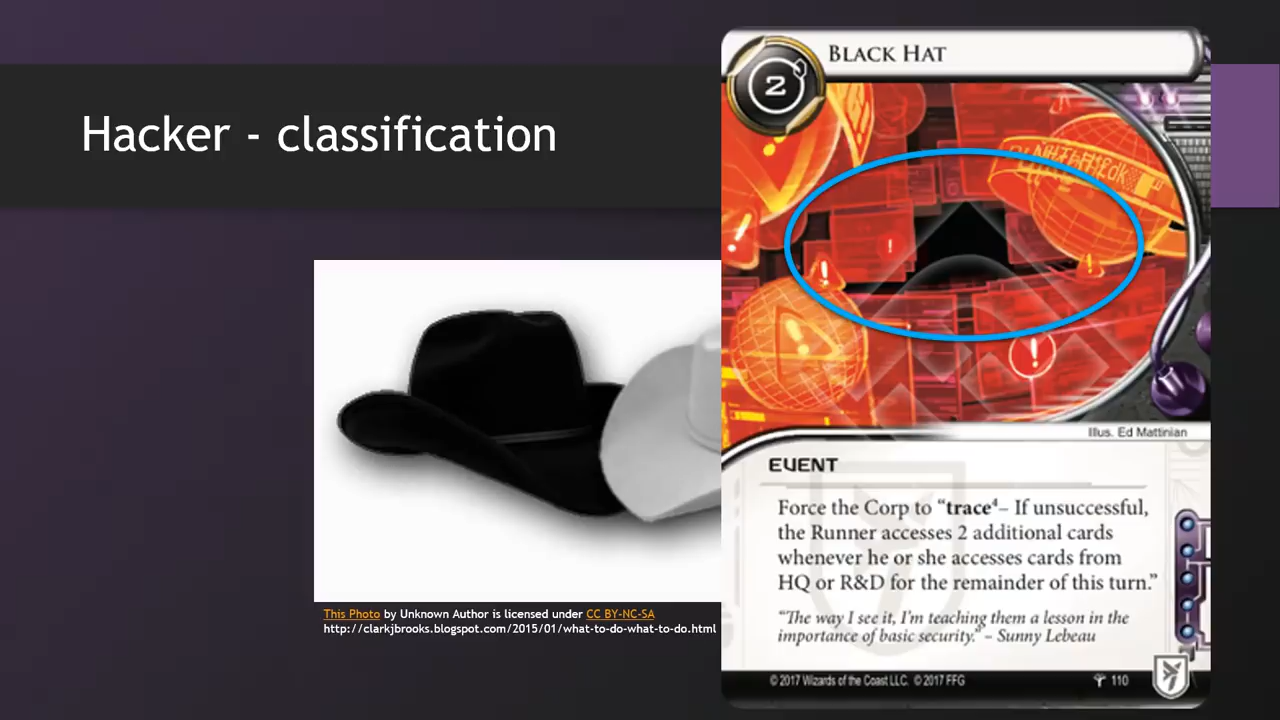 Hacker - classification
2
BLACK HAT
Illus. Ed Mattinian
EVENT
Force the Corp to “trace⁴– If unsuccessful,
the Runner accesses 2 additional cards
whenever he or she accesses cards from
HQ or R&D for the remainder of this turn.”
“The way I see it, I’m teaching them a lesson in the
importance of basic security.” – Sunny Lebeau
© 2017 Wizards of the Coast LLC. © 2017 FFG
110
This Photo by Unknown Author is licensed under CC BY-NC-SA
http://clarkjbrooks.blogspot.com/2015/01/what-to-do-what-to-do.html